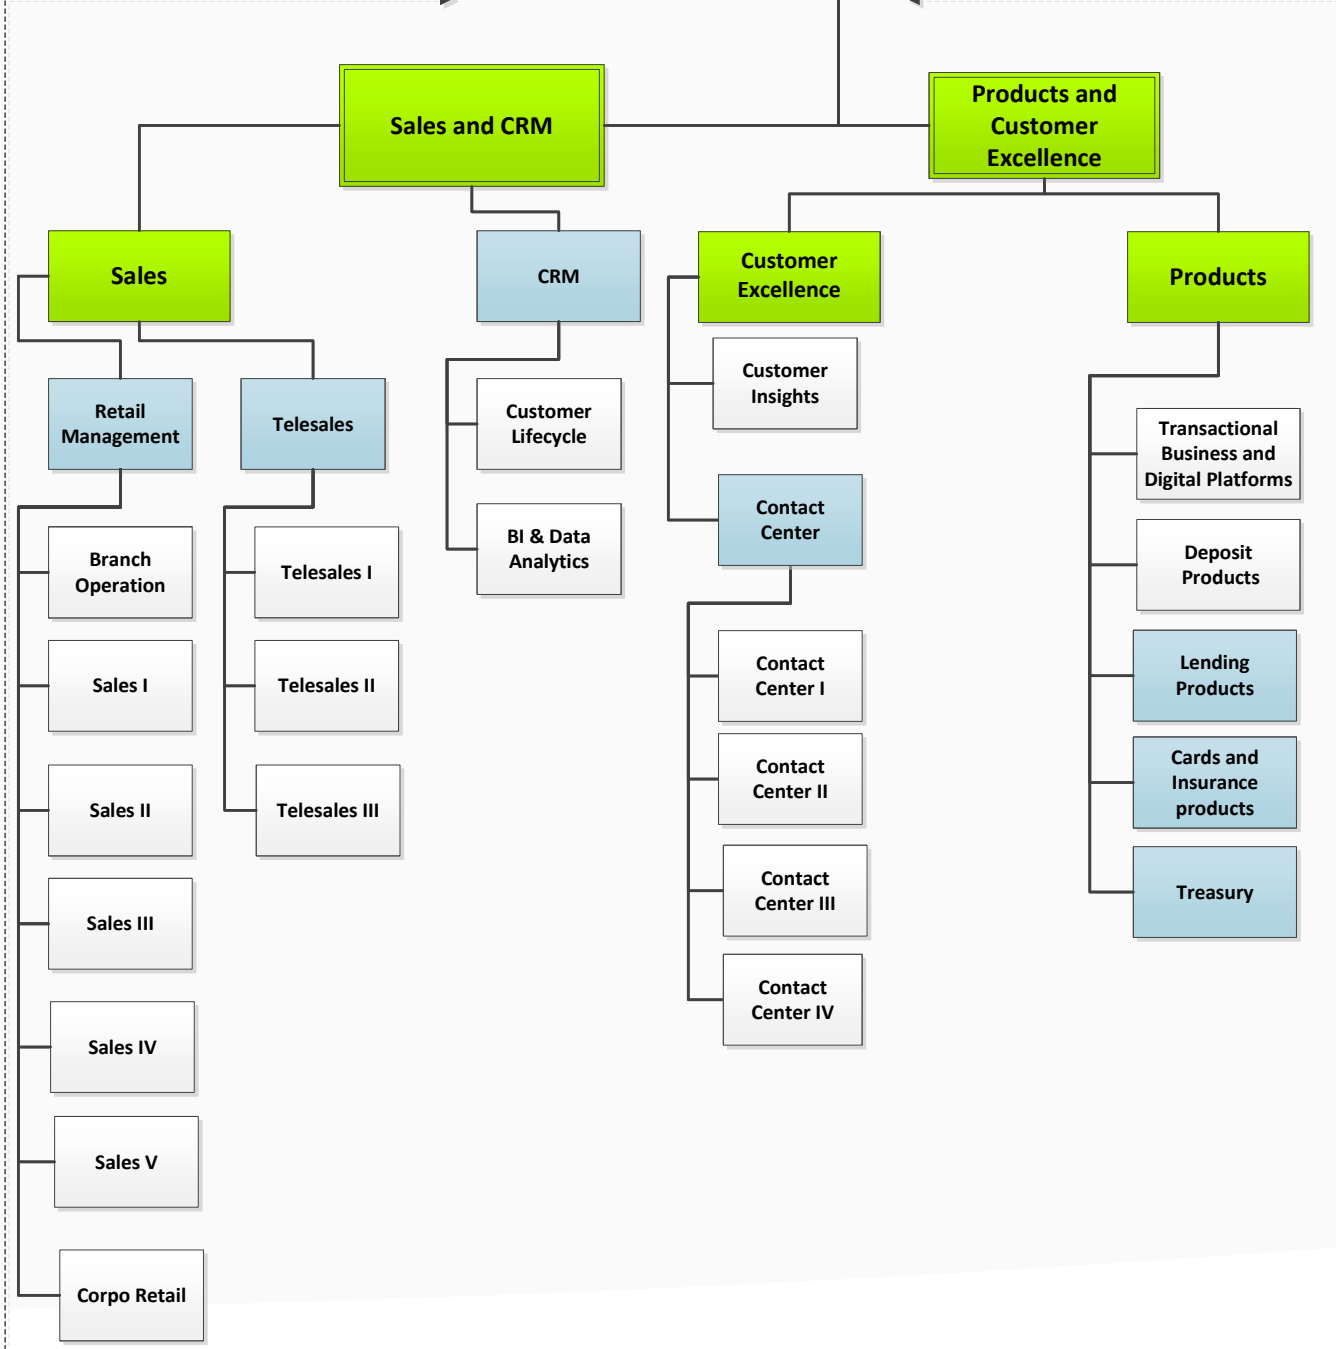 Sales and CRM
Products and
Customer
Excellence
Sales
CRM
Customer
Excellence
Products
Retail
Management
Telesales
Customer
Lifecycle
Customer
Insights
Transactional
Business and
Digital Platforms
Branch
Operation
Telesales I
BI & Data
Analytics
Contact
Center
Deposit
Products
Sales I
Telesales II
Contact
Center I
Lending
Products
Sales II
Telesales III
Contact
Center II
Cards and
Insurance
products
Sales III
Contact
Center III
Treasury
Sales IV
Contact
Center IV
Sales V
Corpo Retail